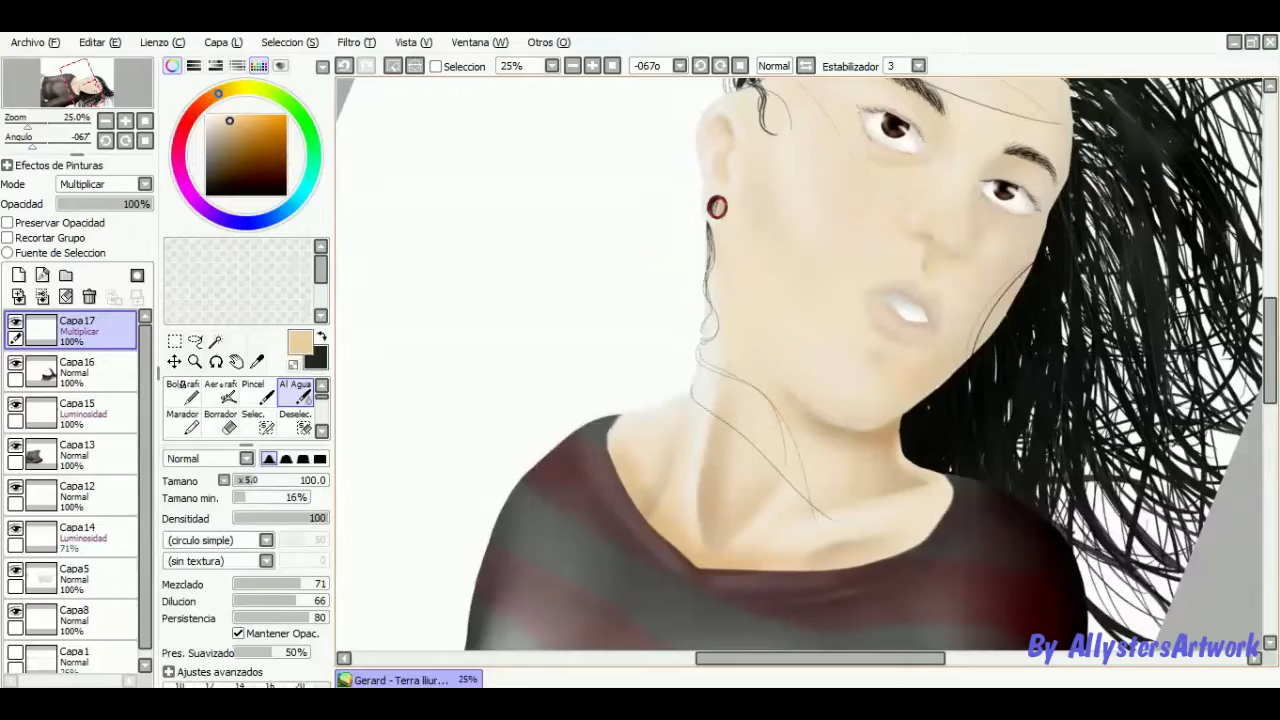 Archivo (F) Editar (E) Lienzo (C) Capa (L) Seleccion (S) Filtro (T) Vista (V) Ventana (W) Otros (O)
Seleccion 25% -067o Normal Estabilizador 3
Zoom 25.0%
Angulo -067°
Efectos de Pinturas
Mode Multiplicar
Opacidad 100%
Preservar Opacidad
Recortar Grupo
Fuente de Seleccion
Capa17
Multiplicar
100%
Capa16
Normal
100%
Capa15
Luminosidad
100%
Capa13
Normal
100%
Capa12
Normal
100%
Capa14
Luminosidad
71%
Capa5
Normal
100%
Capa8
Normal
100%
Capa1
Normal
Pincel Al Agua
Marador Borrador Selec. Deselec.
Normal
Tamano x 5.0 100.0
Tamano min. 16%
Densitidad 100
(circulo simple) 50
(sin textura) 0
Mezclado 71
Dilucion 66
Persistencia 80
Mantener Opac.
Pres. Suavizado 50%
Ajustes avanzados
Gerard - Terra lliur... 25%
By AllystersArtwork